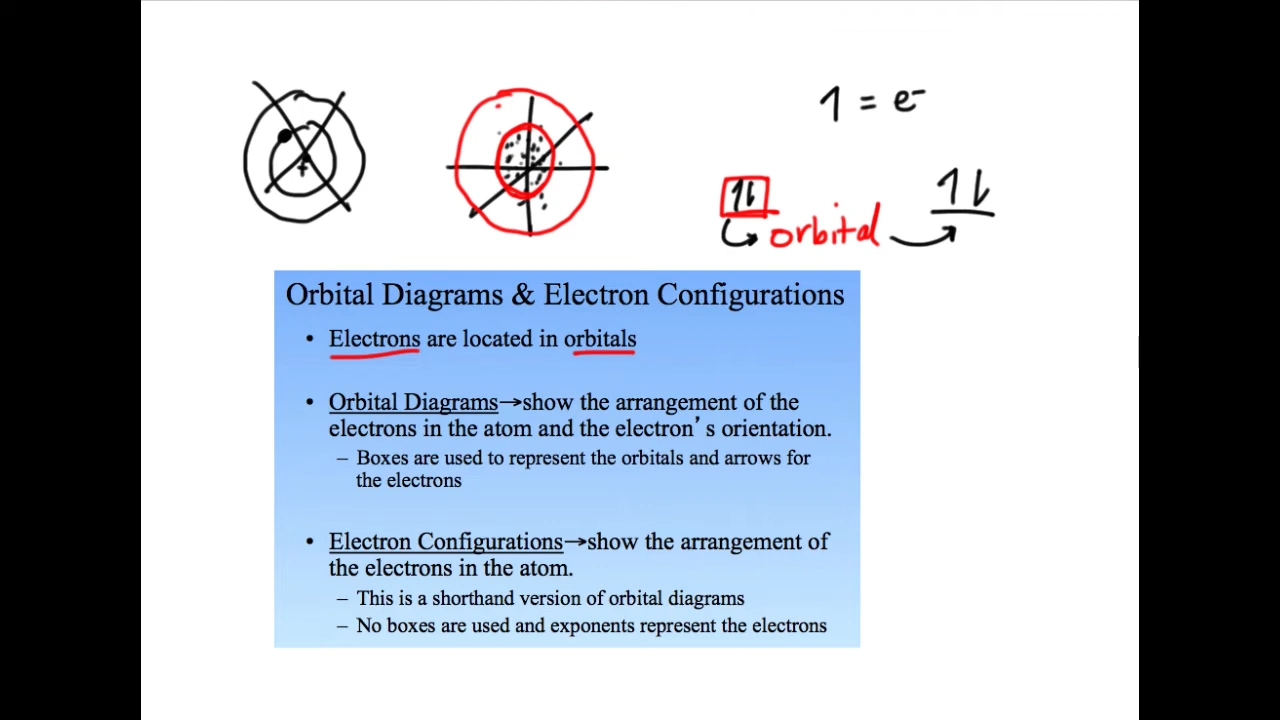 ↿ = e⁻
↿⇂ ↿⇂
orbital
+
Orbital Diagrams & Electron Configurations
• Electrons are located in orbitals
• Orbital Diagrams→show the arrangement of the
electrons in the atom and the electron's orientation.
– Boxes are used to represent the orbitals and arrows for
the electrons
• Electron Configurations→show the arrangement of
the electrons in the atom.
– This is a shorthand version of orbital diagrams
– No boxes are used and exponents represent the electrons